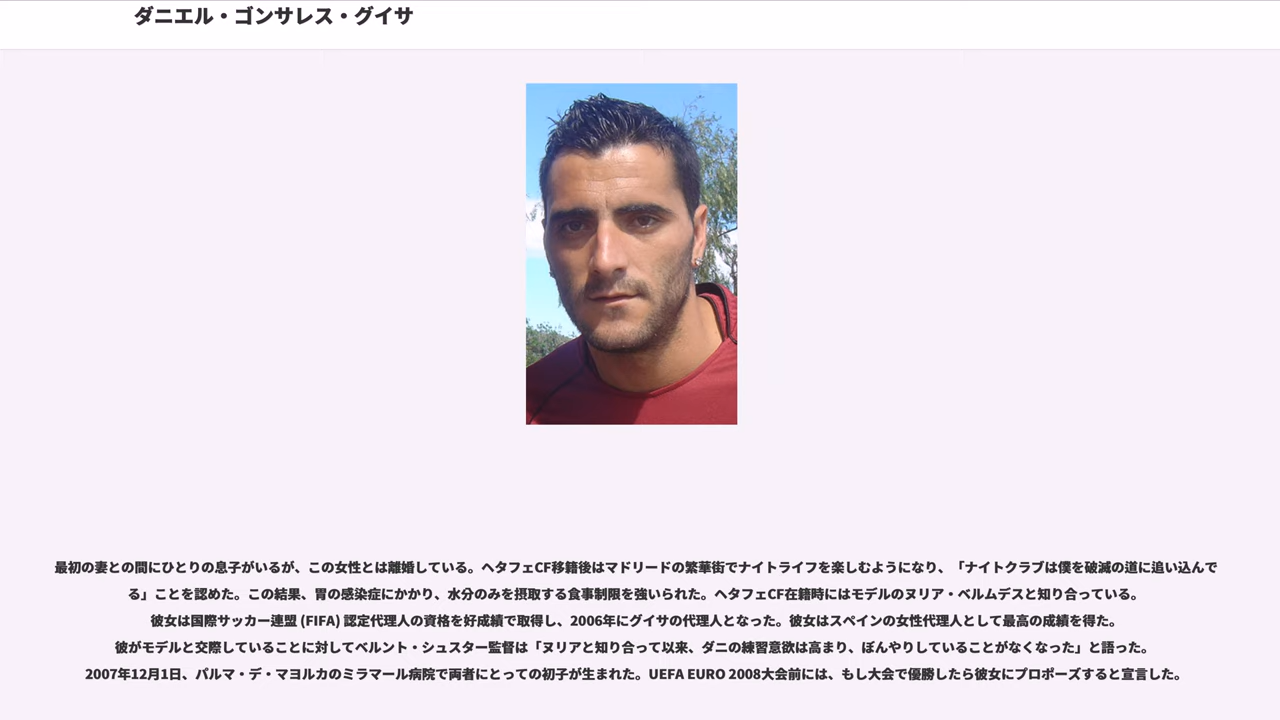 ダニエル・ゴンサレス・グイサ
最初の妻との間にひとりの息子がいるが、この女性とは離婚している。ヘタフェCF移籍後はマドリードの繁華街でナイトライフを楽しむようになり、「ナイトクラブは僕を破滅の道に追い込んで
る」ことを認めた。この結果、胃の感染症にかかり、水分のみを摂取する食事制限を強いられた。ヘタフェCF在籍時にはモデルのヌリア・ベルムデスと知り合っている。
彼女は国際サッカー連盟 (FIFA) 認定代理人の資格を好成績で取得し、2006年にグイサの代理人となった。彼女はスペインの女性代理人として最高の成績を得た。
彼がモデルと交際していることに対してベルント・シュスター監督は「ヌリアと知り合って以来、ダニの練習意欲は高まり、ぼんやりしていることがなくなった」と語った。
2007年12月1日、パルマ・デ・マヨルカのミラマール病院で両者にとっての初子が生まれた。UEFA EURO 2008大会前には、もし大会で優勝したら彼女にプロポーズすると宣言した。